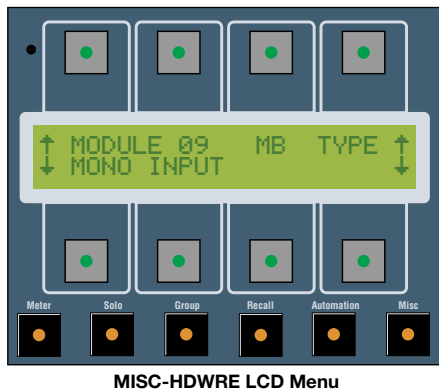 ↑ MODULE 09 MB TYPE ↑
↓ MONO INPUT ↓
Meter Solo Group Recall Automation Misc
MISC-HDWRE LCD Menu